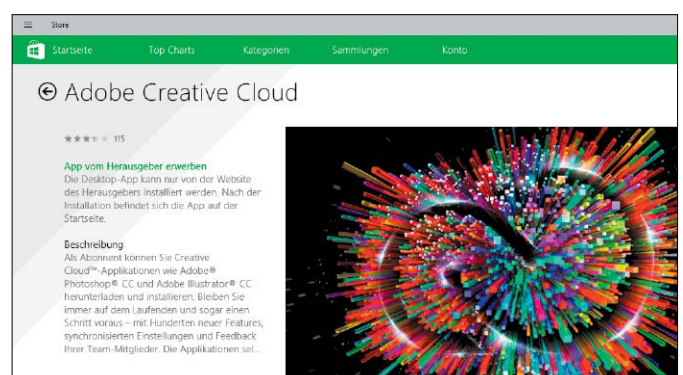 Store
Startseite Top Charts Kategorien Sammlungen Konto
Adobe Creative Cloud
115
App vom Herausgeber erwerben
Die Desktop-App kann nur von der Website
des Herausgebers installiert werden. Nach der
Installation befindet sich die App auf der
Startseite.
Beschreibung
Als Abonnent können Sie Creative
Cloud™-Applikationen wie Adobe®
Photoshop® CC und Adobe Illustrator® CC
herunterladen und installieren. Bleiben Sie
immer auf dem Laufenden und sogar einen
Schritt voraus – mit Hunderten neuer Features,
synchronisierten Einstellungen und Feedback
Ihrer Team-Mitglieder. Die Applikationen sel...